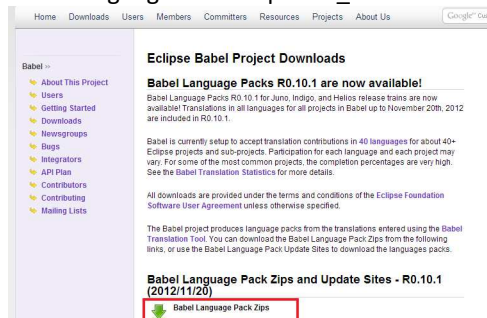 Home Downloads Users Members Committers Resources Projects About Us Google™ Cus
Babel »
About This Project
Users
Getting Started
Downloads
Newsgroups
Bugs
Integrators
API Plan
Contributors
Contributing
Mailing Lists
Eclipse Babel Project Downloads
Babel Language Packs R0.10.1 are now available!
Babel Language Packs R0.10.1 for Juno, Indigo, and Helios release trains are now
available! Translations in all languages for all projects in Babel up to November 20th, 2012
are included in R0.10.1.
Babel is currently setup to accept translation contributions in 40 languages for about 40+
Eclipse projects and sub-projects. Participation for each language and each project may
vary. For some of the most common projects, the completion percentages are very high.
See the Babel Translation Statistics for more details.
All downloads are provided under the terms and conditions of the Eclipse Foundation
Software User Agreement unless otherwise specified.
The Babel project produces language packs from the translations entered using the Babel
Translation Tool. You can download the Babel Language Pack Zips from the following
links, or use the Babel Language Pack Update Sites to download the languages packs.
Babel Language Pack Zips and Update Sites - R0.10.1
(2012/11/20)
Babel Language Pack Zips